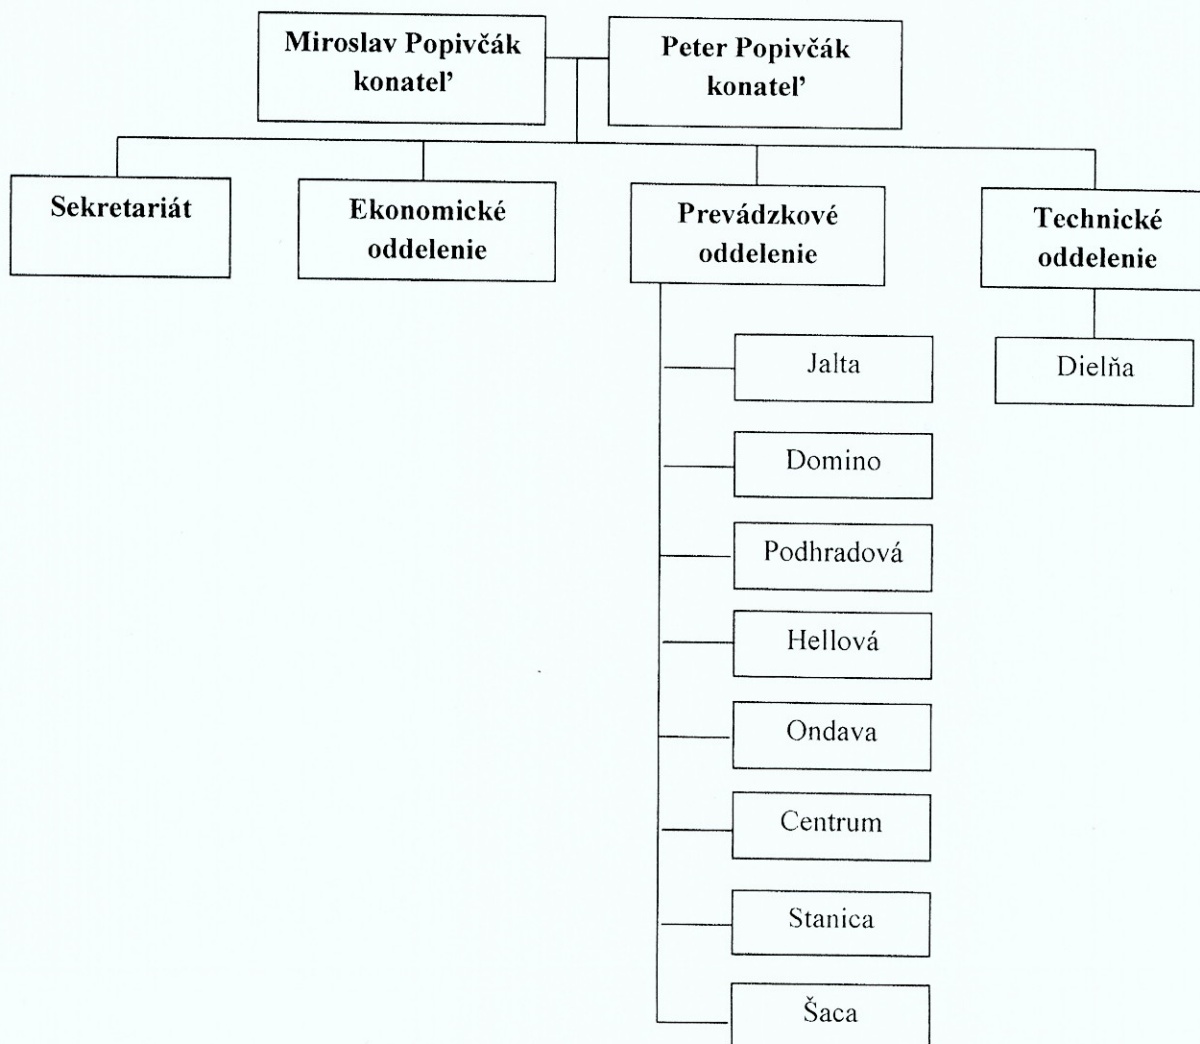 Miroslav Popivčák
konateľ
Peter Popivčák
konateľ
Sekretariát
Ekonomické
oddelenie
Prevádzkové
oddelenie
Technické
oddelenie
Jalta
Domino
Podhradová
Hellová
Ondava
Centrum
Stanica
Šaca
Dielňa